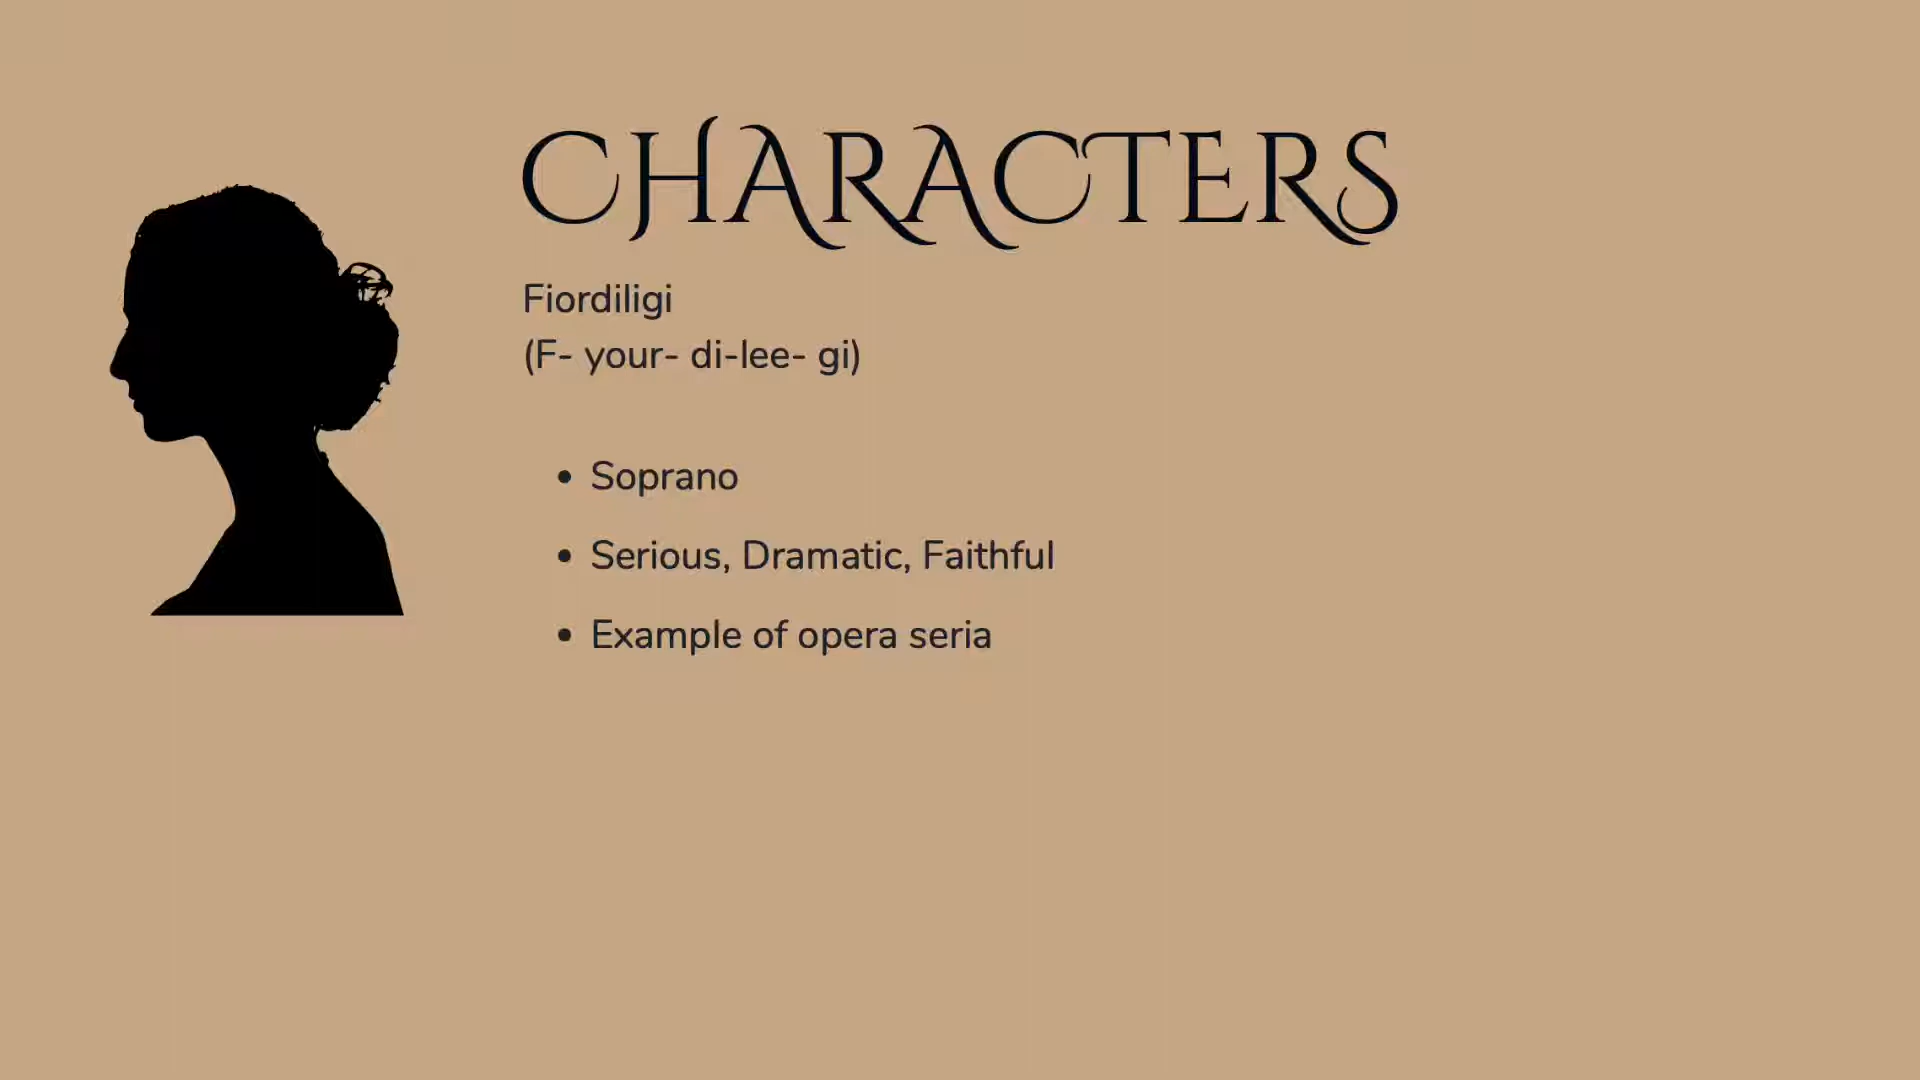 CHARACTERS
Fiordiligi
(F- your- di-lee- gi)
• Soprano
• Serious, Dramatic, Faithful
• Example of opera seria